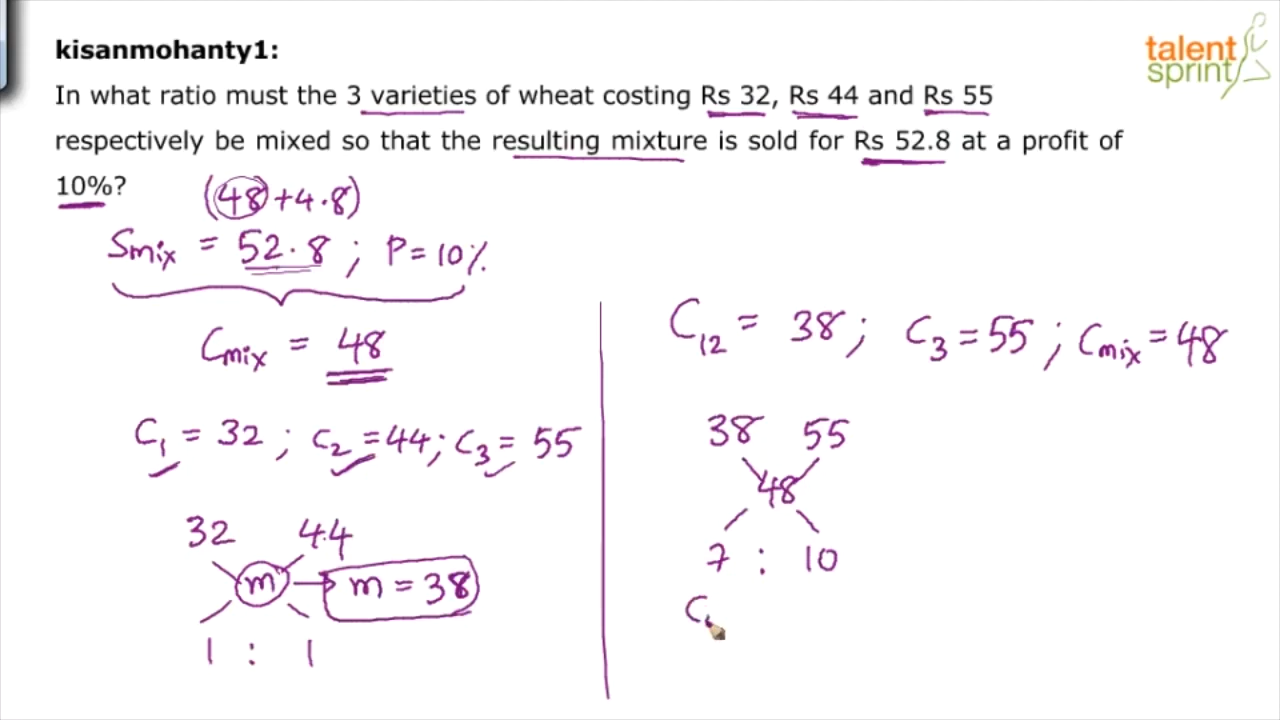 kisanmohanty1:
talent
sprint
In what ratio must the 3 varieties of wheat costing Rs 32, Rs 44 and Rs 55
respectively be mixed so that the resulting mixture is sold for Rs 52.8 at a profit of
10%?
(48+4.8)
Smix = 52.8 ; P = 10%
Cmix = 48
C1 = 32 ; C2 = 44; C3 = 55
32 44
m → m = 38
1 : 1
C12 = 38 ; C3 = 55 ; Cmix = 48
38 55
48
7 : 10
C1